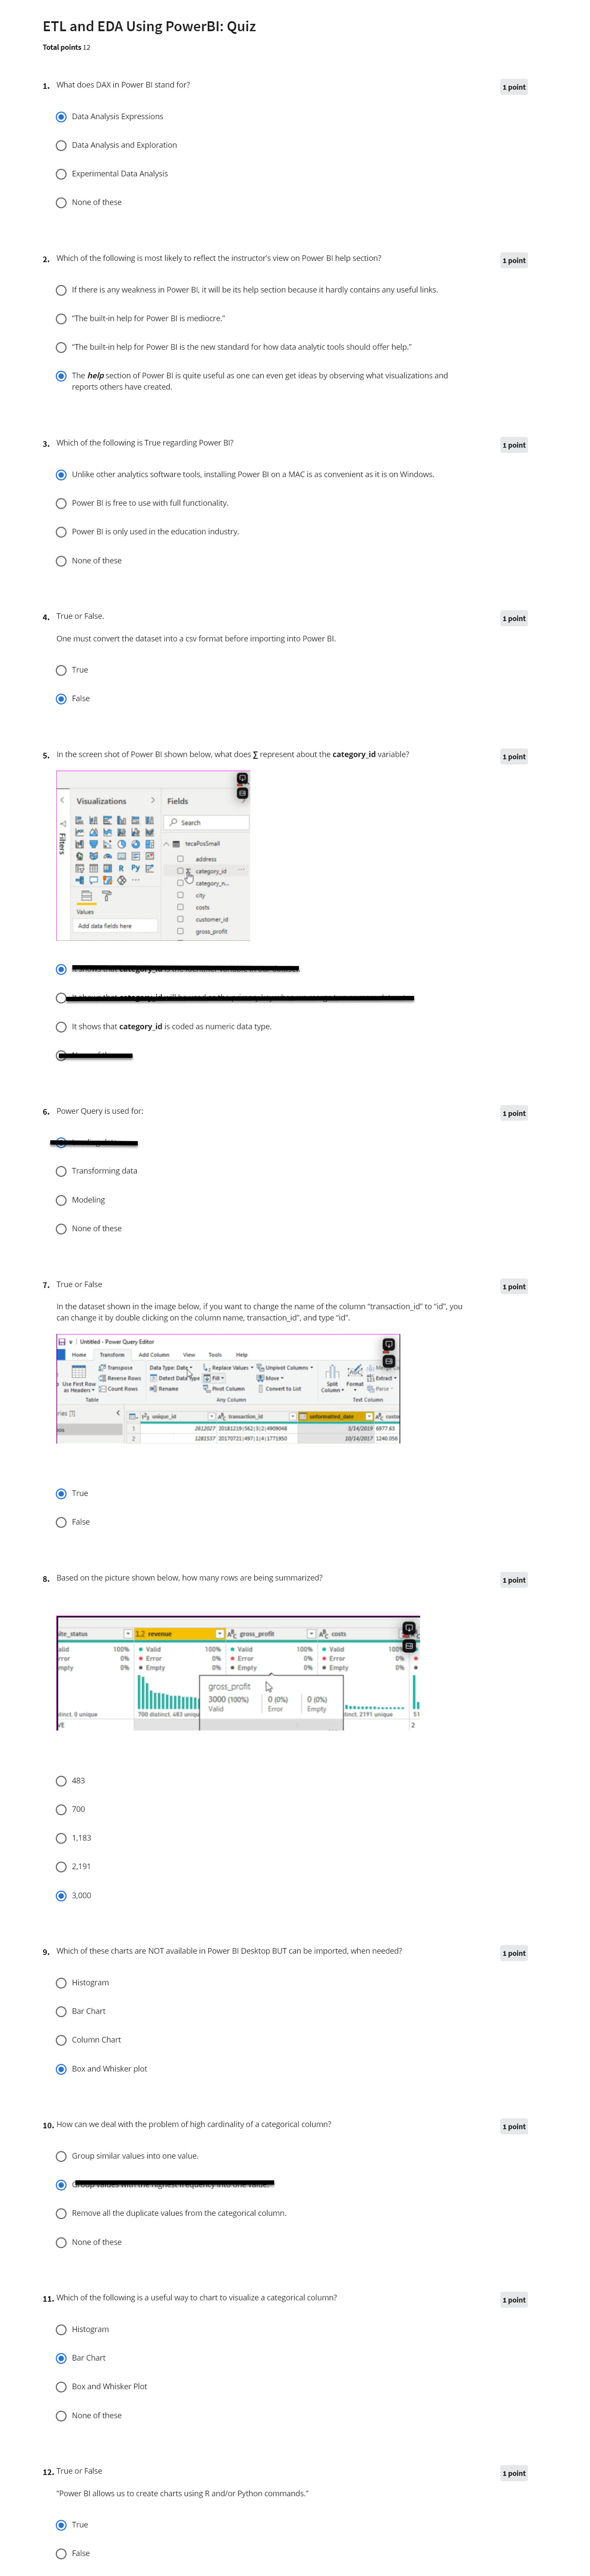 ETL and EDA Using PowerBI: Quiz
Total points 12
1. What does DAX in Power BI stand for?
1 point
Data Analysis Expressions
Data Analysis and Exploration
Experimental Data Analysis
None of these
2. Which of the following is most likely to reflect the instructor's view on Power BI help section?
1 point
If there is any weakness in Power BI, it will be its help section because it hardly contains any useful links.
"The built-in help for Power BI is mediocre."
"The built-in help for Power BI is the new standard for how data analytic tools should offer help."
The help section of Power BI is quite useful as one can even get ideas by observing what visualizations and
reports others have created.
3. Which of the following is True regarding Power BI?
1 point
Unlike other analytics software tools, installing Power BI on a MAC is as convenient as it is on Windows.
Power BI is free to use with full functionality.
Power BI is only used in the education industry.
None of these
4. True or False.
1 point
One must convert the dataset into a csv format before importing into Power BI.
True
False
5. In the screen shot of Power BI shown below, what does ∑ represent about the category_id variable?
1 point
Visualizations
Fields
Filters
Search
tecaPosSmall
address
category_id
category_n...
city
costs
customer_id
gross_profit
R Py
Values
Add data fields here
It shows that category_id is coded as numeric data type.
6. Power Query is used for:
1 point
Transforming data
Modeling
None of these
7. True or False
1 point
In the dataset shown in the image below, if you want to change the name of the column "transaction_id" to "id", you
can change it by double clicking on the column name, transaction_id", and type "id".
Untitled - Power Query Editor
Home Transform Add Column View Tools Help
Transpose Data Type: Date Replace Values Unpivot Columns
Use First Row Reverse Rows Detect Data Type Fill Move Split Format Extract
as Headers Count Rows Rename Pivot Column Convert to List Column Parse
Table Any Column Text Column
unique_id transaction_id unformatted_date
1 2612027 20181219|562|3|2|4909048 5/14/2019 6977.63
2 1281537 20170721|497|1|4|1771950 10/14/2017 1240.056
True
False
8. Based on the picture shown below, how many rows are being summarized?
1 point
1.2 revenue gross_profit costs
Valid 100% Valid 100% Valid 100%
Error 0% Error 0% Error 0%
Empty 0% Empty 0% Empty 0%
gross_profit
3000 (100%) 0 (0%) 0 (0%)
Valid Error Empty
0 unique 700 distinct, 483 2191 unique 51
2
483
700
1,183
2,191
3,000
9. Which of these charts are NOT available in Power BI Desktop BUT can be imported, when needed?
1 point
Histogram
Bar Chart
Column Chart
Box and Whisker plot
10. How can we deal with the problem of high cardinality of a categorical column?
1 point
Group similar values into one value.
Remove all the duplicate values from the categorical column.
None of these
11. Which of the following is a useful way to chart to visualize a categorical column?
1 point
Histogram
Bar Chart
Box and Whisker Plot
None of these
12. True or False
1 point
"Power BI allows us to create charts using R and/or Python commands."
True
False